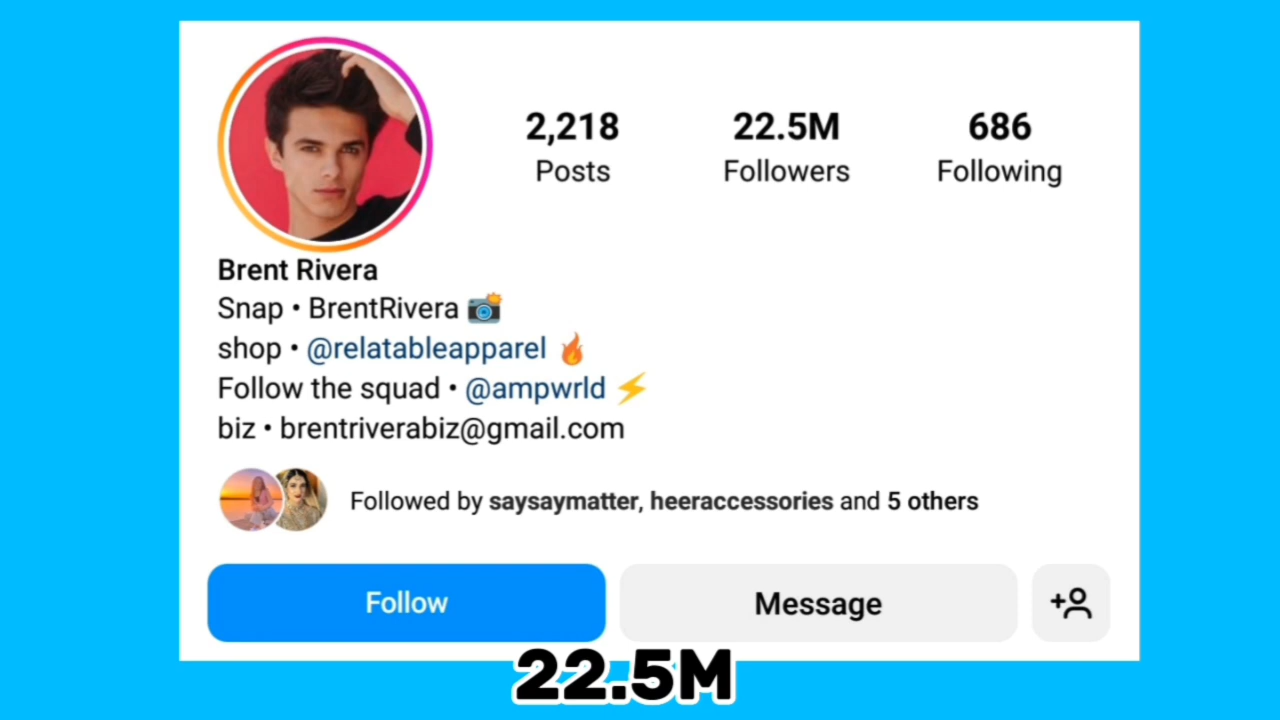 2,218 22.5M 686
Posts Followers Following
Brent Rivera
Snap • BrentRivera 📸
shop • @relatableapparel 🔥
Follow the squad • @ampwrld ⚡
biz • brentriverabiz@gmail.com
Followed by saysaymatter, heeraccessories and 5 others
Follow Message
22.5M